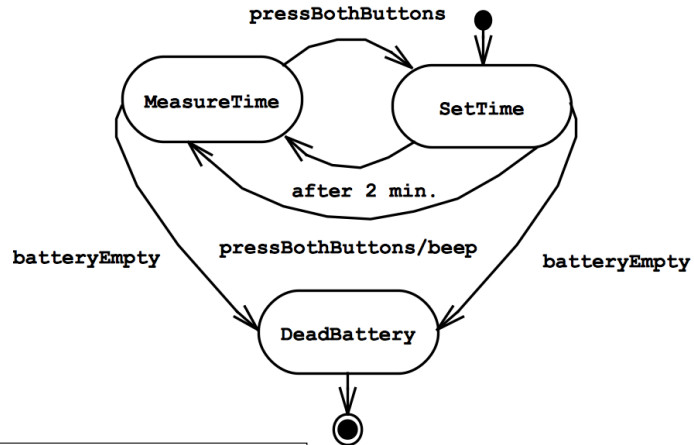 pressBothButtons
MeasureTime
SetTime
after 2 min.
pressBothButtons/beep
batteryEmpty
batteryEmpty
DeadBattery